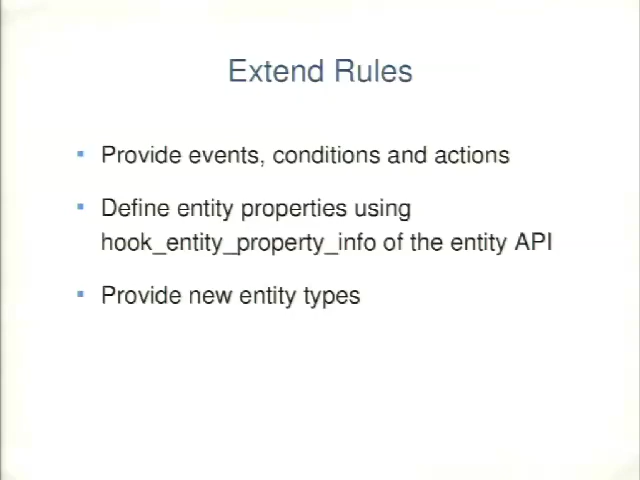 Extend Rules
Provide events, conditions and actions
Define entity properties using
hook_entity_property_info of the entity API
Provide new entity types